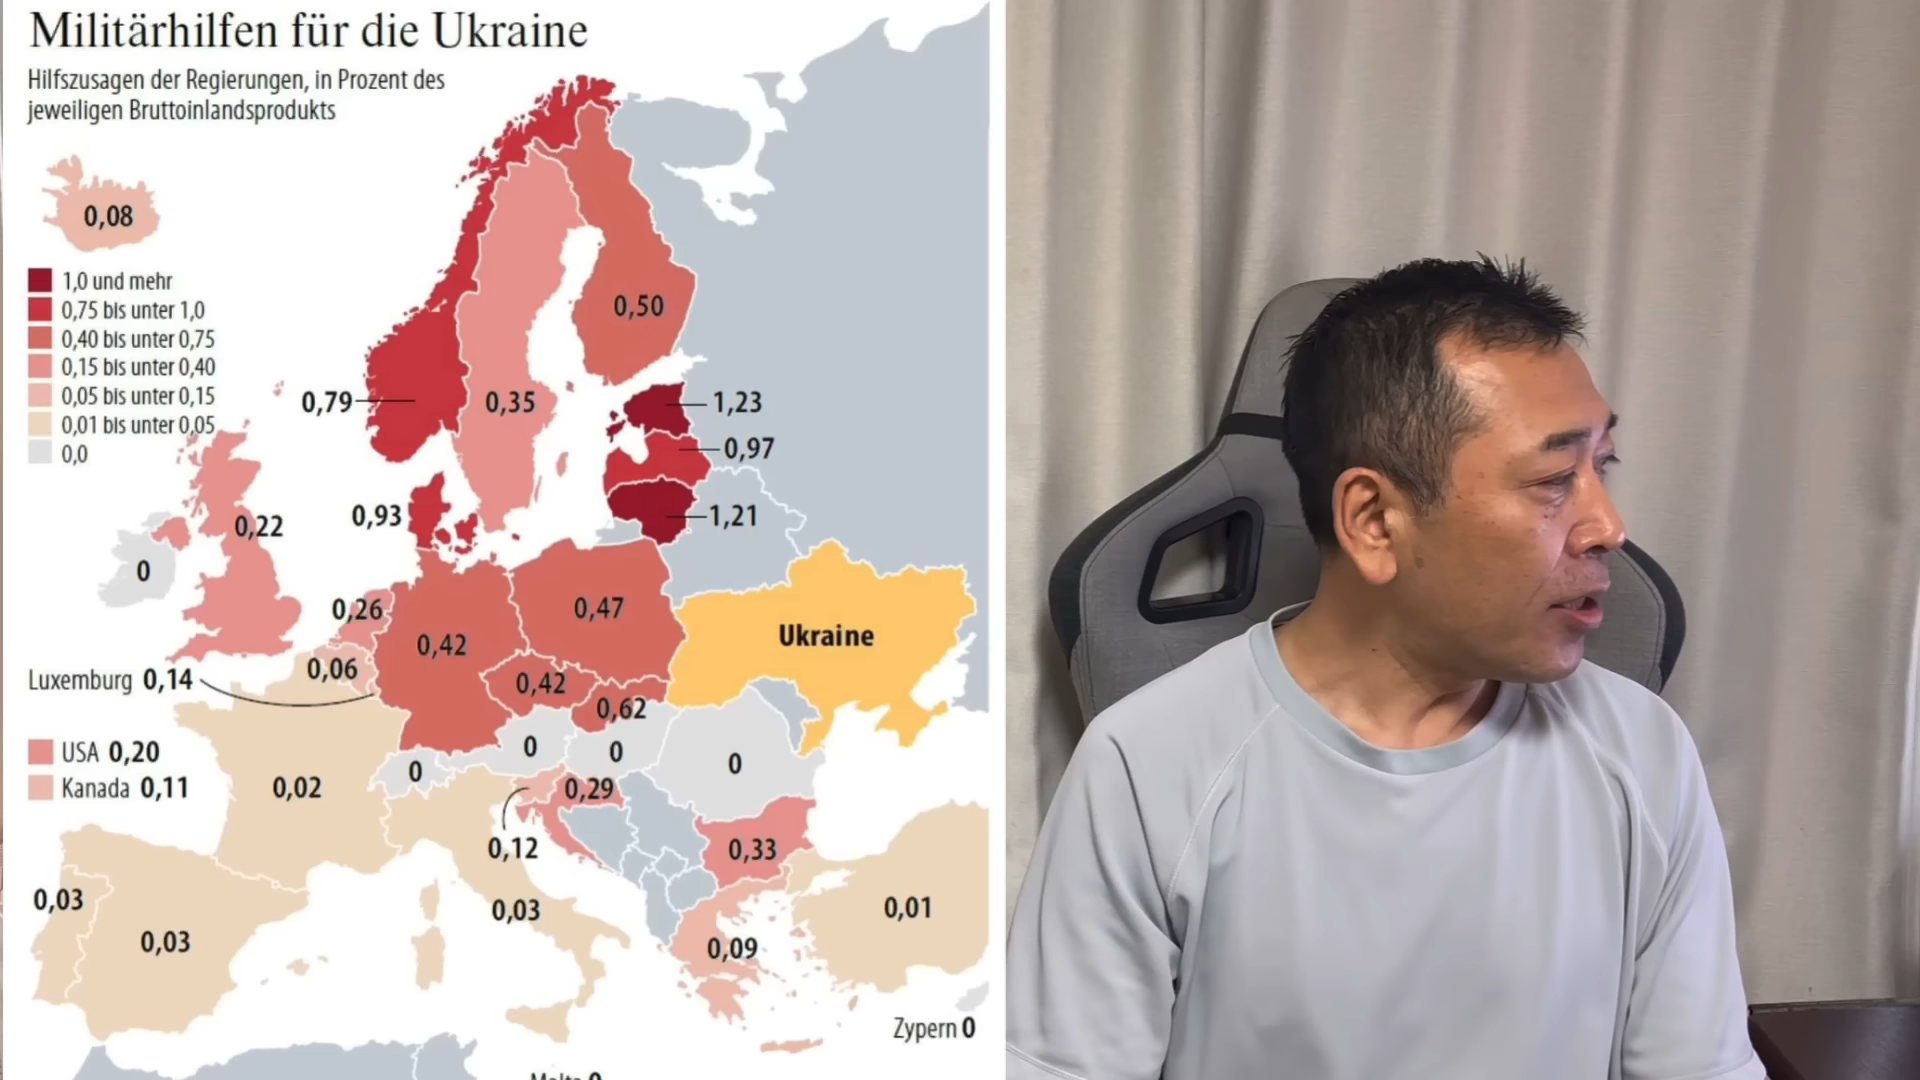 Militärhilfen für die Ukraine
Hilfszusagen der Regierungen, in Prozent des
jeweiligen Bruttoinlandsprodukts
0,08
1,0 und mehr
0,75 bis unter 1,0
0,40 bis unter 0,75
0,15 bis unter 0,40
0,05 bis unter 0,15
0,01 bis unter 0,05
0,0
0,50
0,79
0,35
1,23
0,97
0,93
1,21
0,22
0
0,26
0,47
0,42
Ukraine
0,06
Luxemburg 0,14
0,42
0,62
USA 0,20
Kanada 0,11
0
0
0
0
0,02
0,29
0,12
0,33
0,03
0,03
0,03
0,01
0,09
Zypern 0
Malta 0